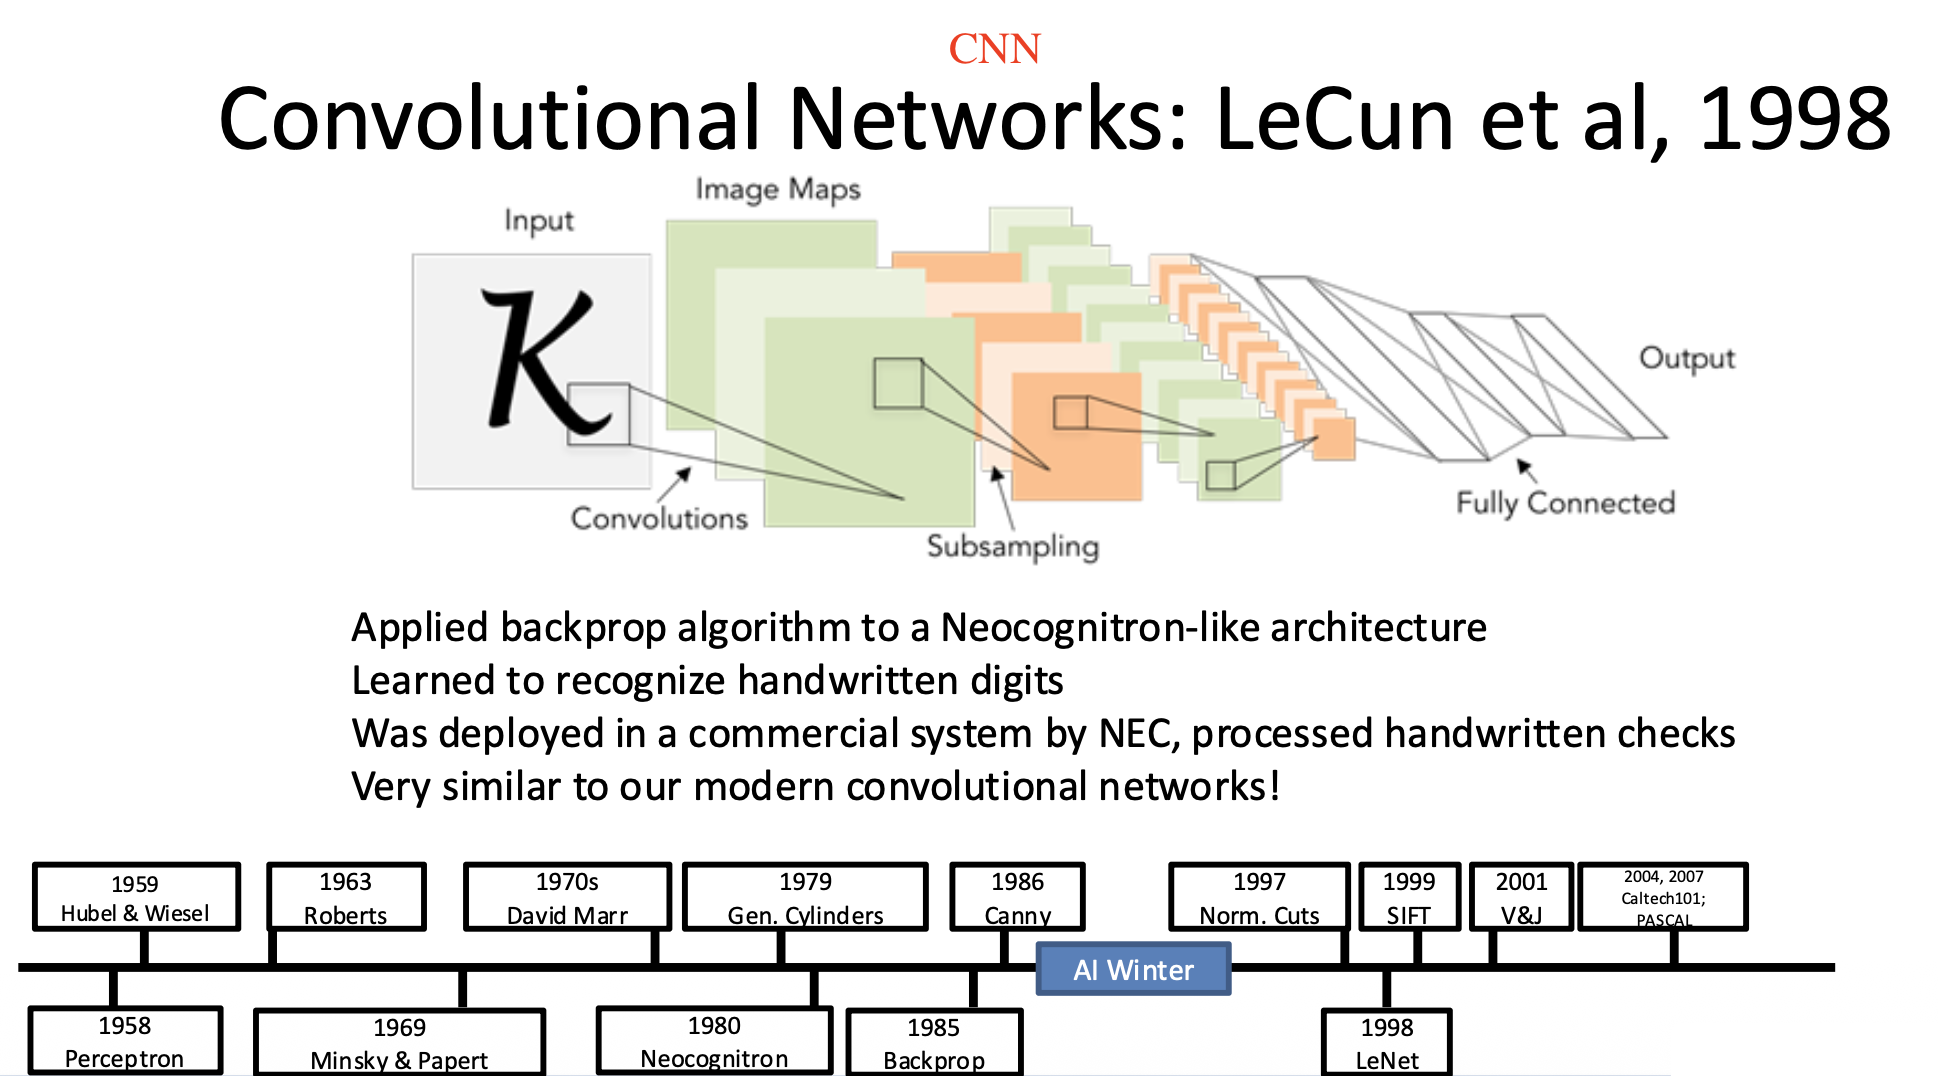 CNN
Convolutional Networks: LeCun et al, 1998
Image Maps
Input
K
Output
Convolutions
Subsampling
Fully Connected
Applied backprop algorithm to a Neocognitron-like architecture
Learned to recognize handwritten digits
Was deployed in a commercial system by NEC, processed handwritten checks
Very similar to our modern convolutional networks!
1959
Hubel & Wiesel
1963
Roberts
1970s
David Marr
1979
Gen. Cylinders
1986
Canny
1997
Norm. Cuts
1999
SIFT
2001
V&J
2004, 2007
Caltech101;
PASCAL
AI Winter
1958
Perceptron
1969
Minsky & Papert
1980
Neocognitron
1985
Backprop
1998
LeNet